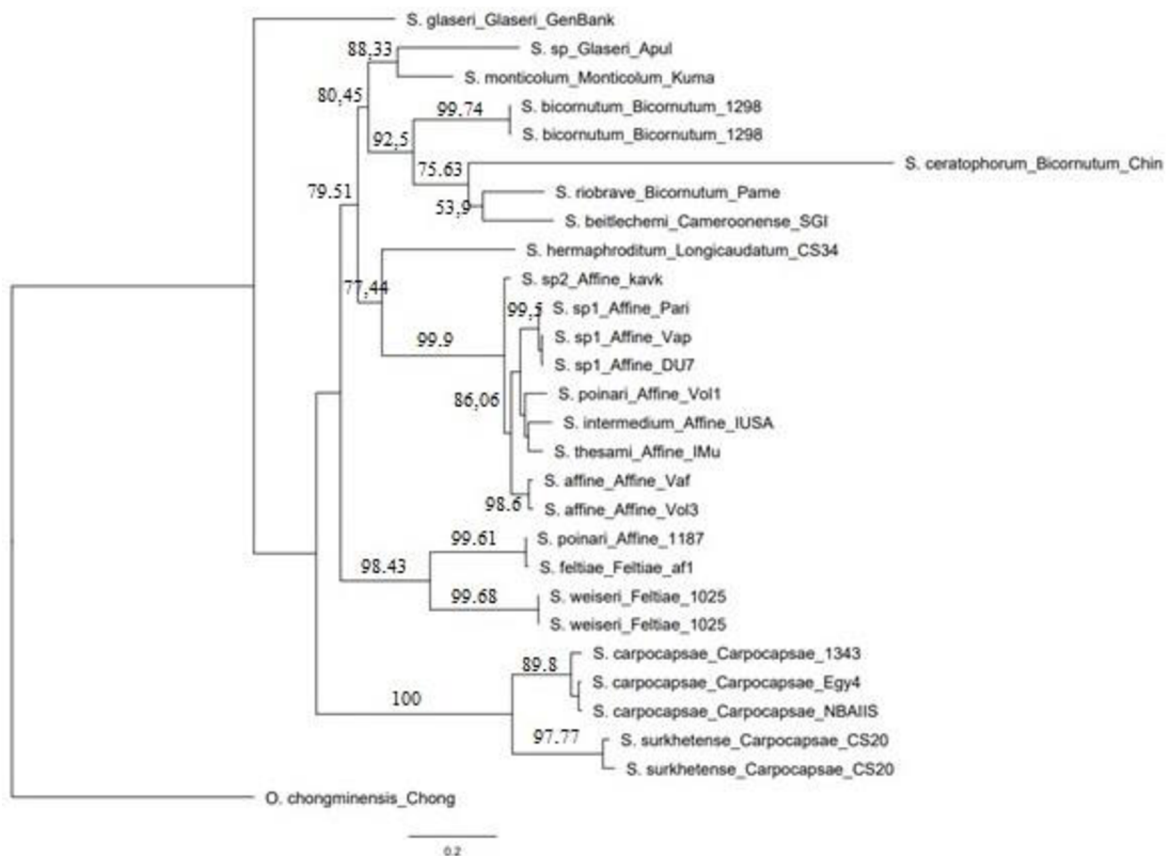 S. glaseri_Glaseri_GenBank
88,33
S. sp_Glaseri_Apul
S. monticolum_Monticolum_Kuma
80,45
99.74
S. bicornutum_Bicornutum_1298
S. bicornutum_Bicornutum_1298
92,5
75.63
S. ceratophorum_Bicornutum_Chin
79.51
S. riobrave_Bicornutum_Pame
53,9
S. beitlechemi_Cameroonense_SGI
S. hermaphroditum_Longicaudatum_CS34
77,44
S. sp2_Affine_kavk
99,5
S. sp1_Affine_Pari
99.9
S. sp1_Affine_Vap
S. sp1_Affine_DU7
86,06
S. poinari_Affine_Vol1
S. intermedium_Affine_IUSA
S. thesami_Affine_IMu
S. affine_Affine_Vaf
98.6
S. affine_Affine_Vol3
99.61
S. poinari_Affine_1187
98.43
S. feltiae_Feltiae_af1
99.68
S. weiseri_Feltiae_1025
S. weiseri_Feltiae_1025
S. carpocapsae_Carpocapsae_1343
89.8
S. carpocapsae_Carpocapsae_Egy4
100
S. carpocapsae_Carpocapsae_NBAIIS
97.77
S. surkhetense_Carpocapsae_CS20
S. surkhetense_Carpocapsae_CS20
O. chongminensis_Chong
0.2